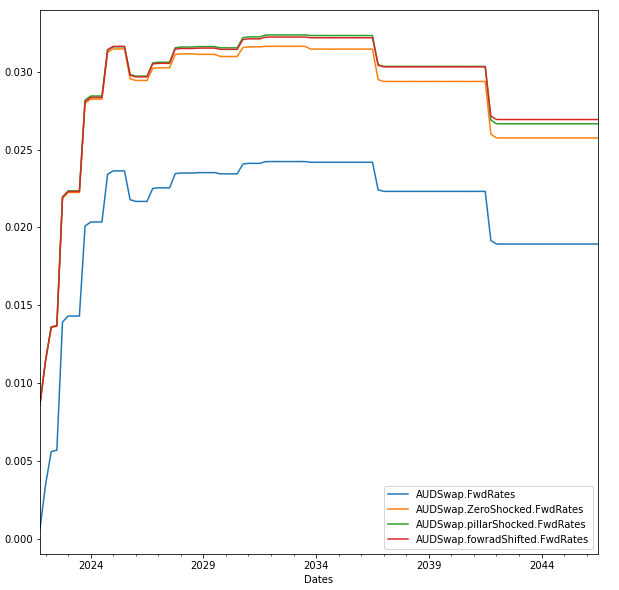 0.030
0.025
0.020
0.015
0.010
0.005
0.000
AUDSwap.FwdRates
AUDSwap.ZeroShocked.FwdRates
AUDSwap.pillarShocked.FwdRates
AUDSwap.fowradShifted.FwdRates
2024 2029 2034 2039 2044
Dates